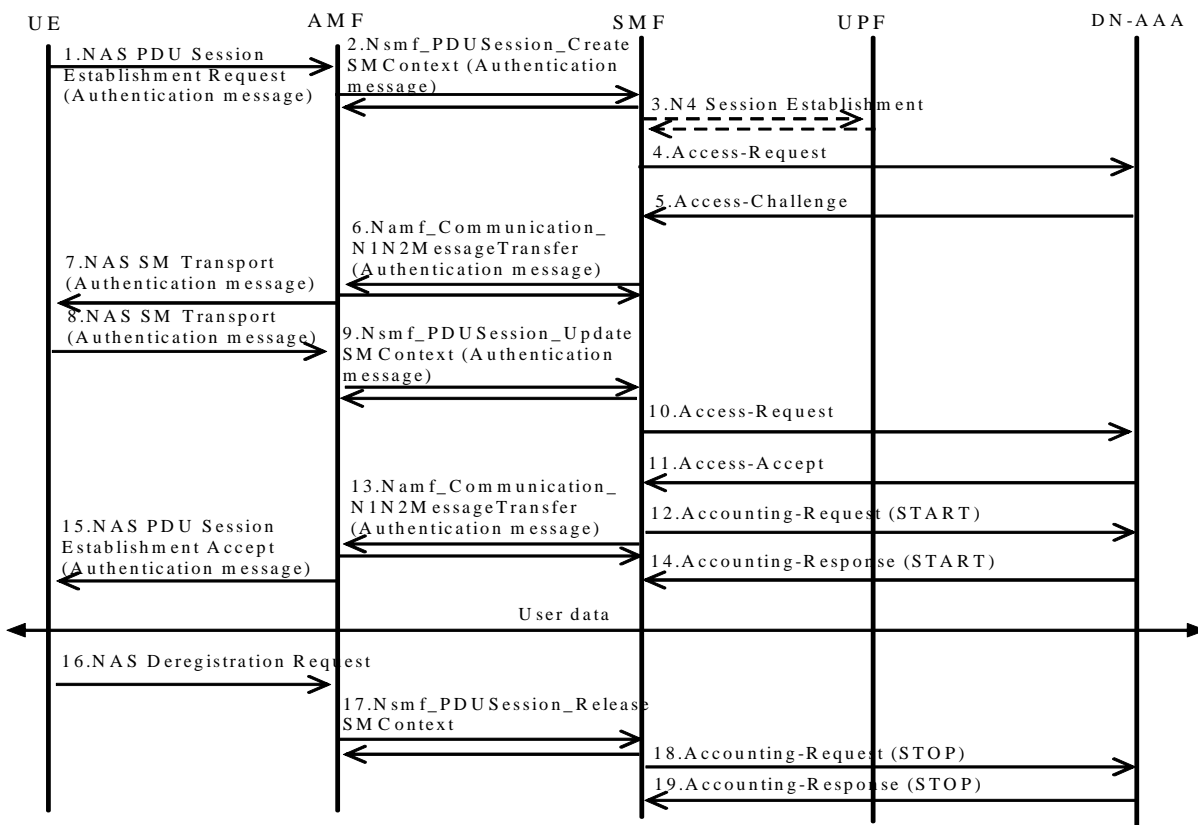 UE
AMF
SMF
UPF
DN-AAA
1.NAS PDU Session
Establishment Request
(Authentication message)
2.Nsmf_PDUSession_Create
SMContext (Authentication
message)
3.N4 Session Establishment
4.Access-Request
5.Access-Challenge
6.Namf_Communication_
N1N2MessageTransfer
(Authentication message)
7.NAS SM Transport
(Authentication message)
8.NAS SM Transport
(Authentication message)
9.Nsmf_PDUSession_Update
SMContext (Authentication
message)
10.Access-Request
11.Access-Accept
12.Accounting-Request (START)
13.Namf_Communication_
N1N2MessageTransfer
(Authentication message)
14.Accounting-Response (START)
15.NAS PDU Session
Establishment Accept
(Authentication message)
User data
16.NAS Deregistration Request
17.Nsmf_PDUSession_Release
SMContext
18.Accounting-Request (STOP)
19.Accounting-Response (STOP)